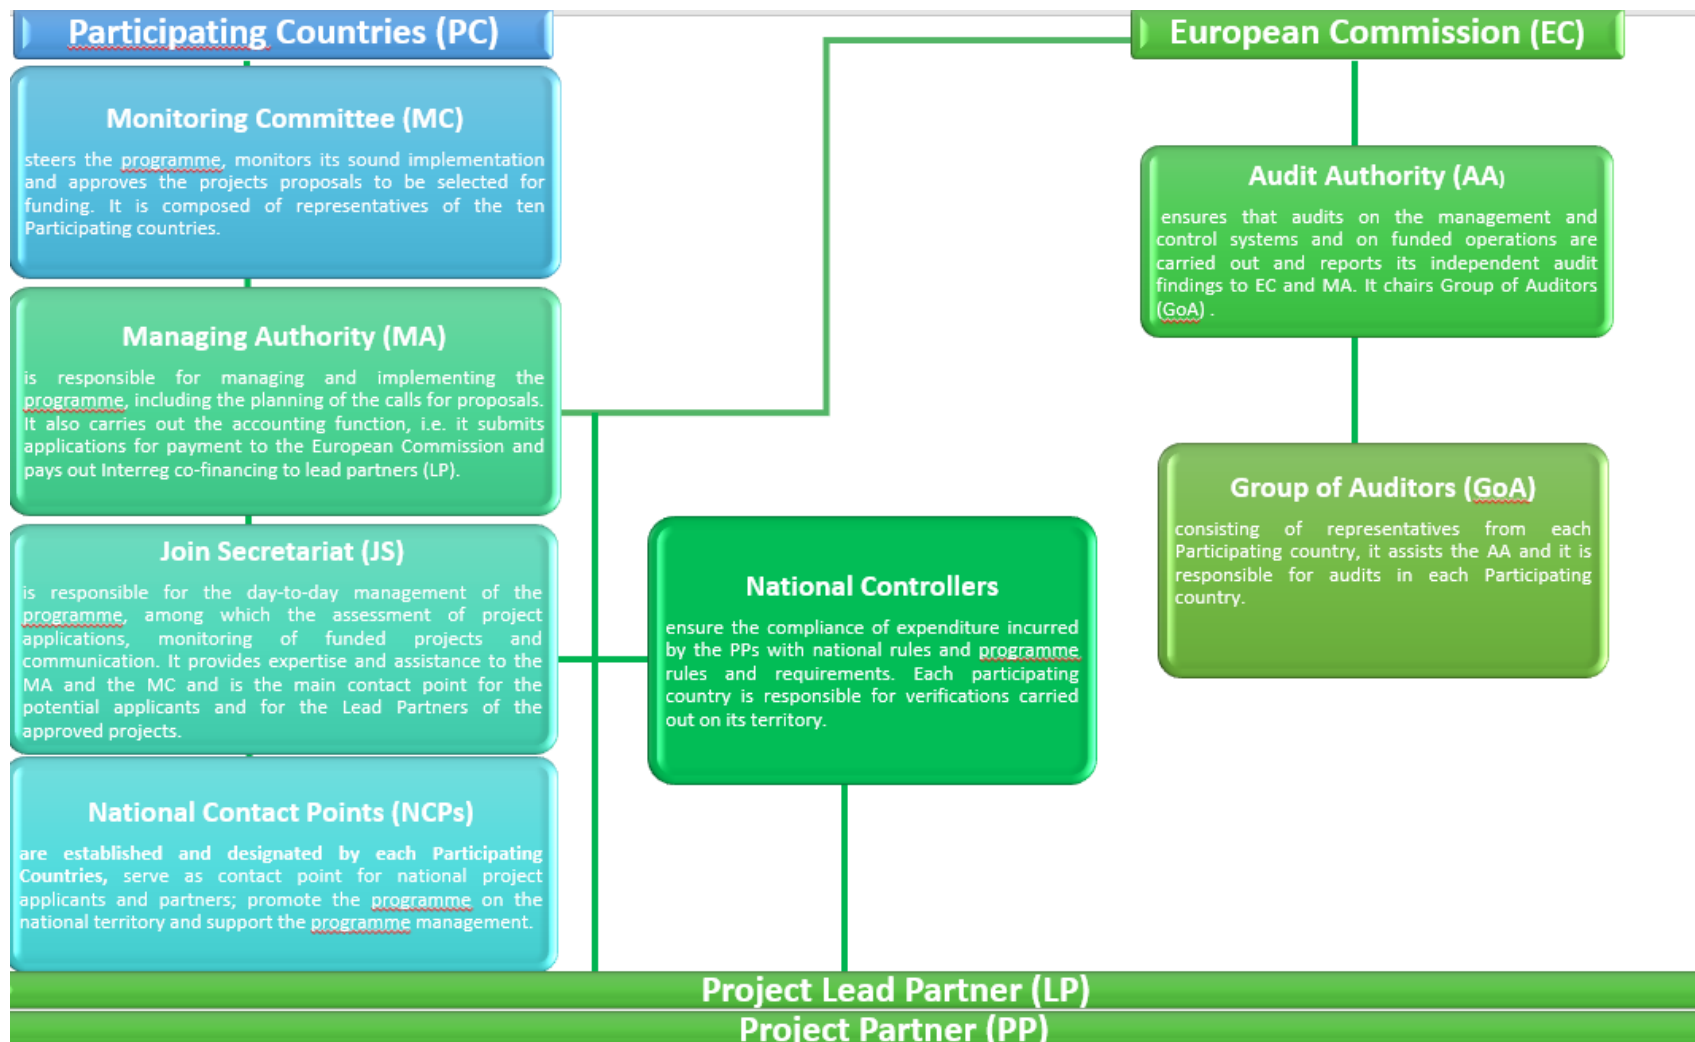 Participating Countries (PC)
Monitoring Committee (MC)
steers the programme, monitors its sound implementation
and approves the projects proposals to be selected for
funding. It is composed of representatives of the ten
Participating countries.
Managing Authority (MA)
is responsible for managing and implementing the
programme, including the planning of the calls for proposals.
It also carries out the accounting function, i.e. it submits
applications for payment to the European Commission and
pays out Interreg co-financing to lead partners (LP).
Join Secretariat (JS)
is responsible for the day-to-day management of the
programme, among which the assessment of project
applications, monitoring of funded projects and
communication. It provides expertise and assistance to the
MA and the MC and is the main contact point for the
potential applicants and for the Lead Partners of the
approved projects.
National Contact Points (NCPs)
are established and designated by each Participating
Countries, serve as contact point for national project
applicants and partners; promote the programme on the
national territory and support the programme management.
National Controllers
ensure the compliance of expenditure incurred
by the PPs with national rules and programme
rules and requirements. Each participating
country is responsible for verifications carried
out on its territory.
European Commission (EC)
Audit Authority (AA)
ensures that audits on the management and
control systems and on funded operations are
carried out and reports its independent audit
findings to EC and MA. It chairs Group of Auditors
(GoA) .
Group of Auditors (GoA)
consisting of representatives from each
Participating country, it assists the AA and it is
responsible for audits in each Participating
country.
Project Lead Partner (LP)
Project Partner (PP)